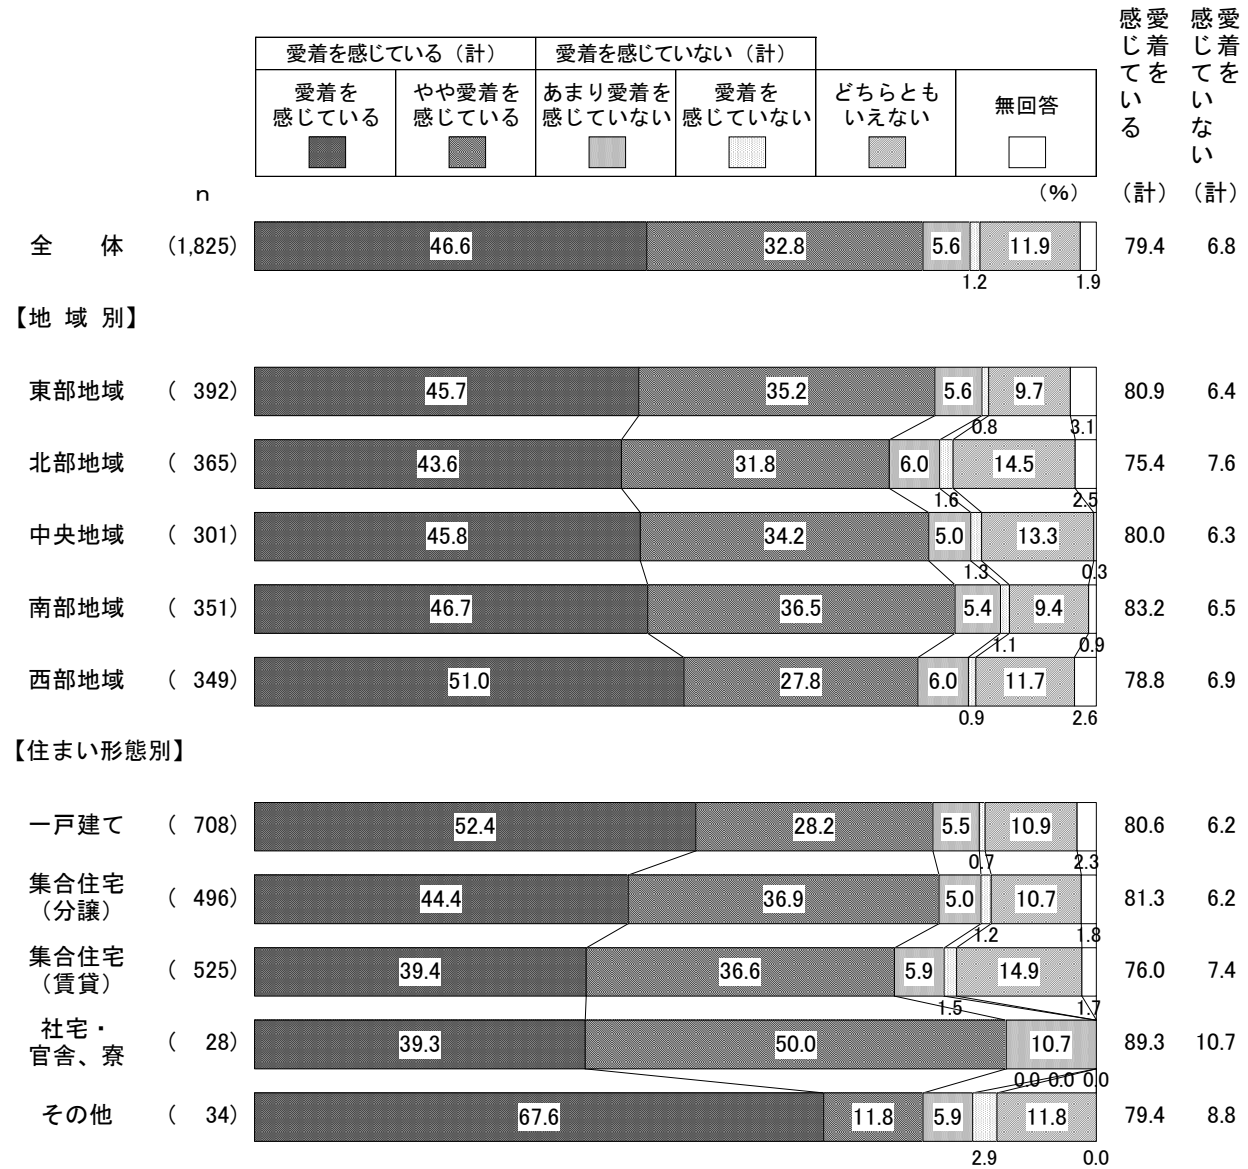 愛着を感じている（計） 愛着を感じていない（計）
愛着を感じている やや愛着を感じている あまり愛着を感じていない 愛着を感じていない どちらともいえない 無回答
愛着を感じている（計） 愛着を感じていない（計）
n （%）
全 体 (1,825) 46.6 32.8 5.6 11.9 79.4 6.8
1.2 1.9
【地 域 別】
東部地域 ( 392) 45.7 35.2 5.6 9.7 80.9 6.4
0.8 3.1
北部地域 ( 365) 43.6 31.8 6.0 14.5 75.4 7.6
1.6 2.5
中央地域 ( 301) 45.8 34.2 5.0 13.3 80.0 6.3
1.3 0.3
南部地域 ( 351) 46.7 36.5 5.4 9.4 83.2 6.5
1.1 0.9
西部地域 ( 349) 51.0 27.8 6.0 11.7 78.8 6.9
0.9 2.6
【住まい形態別】
一戸建て ( 708) 52.4 28.2 5.5 10.9 80.6 6.2
0.7 2.3
集合住宅
（分譲） ( 496) 44.4 36.9 5.0 10.7 81.3 6.2
1.2 1.8
集合住宅
（賃貸） ( 525) 39.4 36.6 5.9 14.9 76.0 7.4
1.5 1.7
社宅・
官舎、寮 ( 28) 39.3 50.0 10.7 89.3 10.7
0.0 0.0 0.0
その他 ( 34) 67.6 11.8 5.9 11.8 79.4 8.8
2.9 0.0